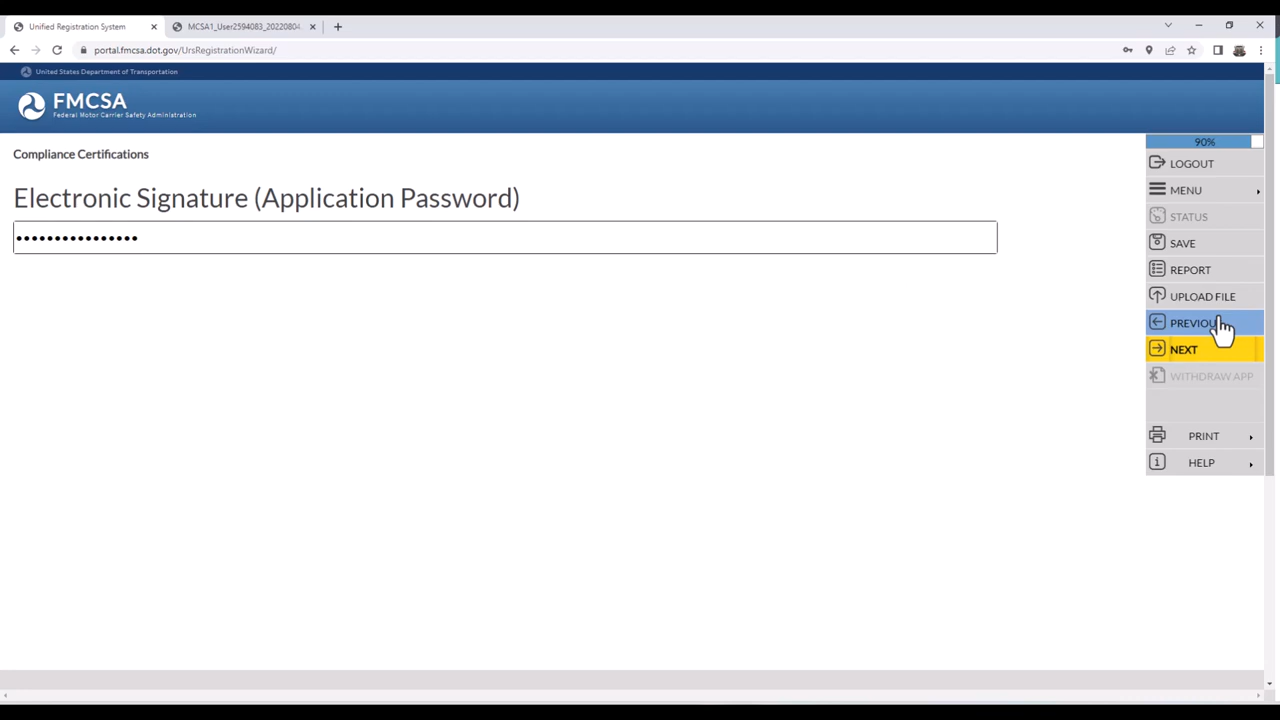 Unified Registration System
MCSA1_User2594083_20220804
portal.fmcsa.dot.gov/UrsRegistrationWizard/
United States Department of Transportation
FMCSA
Federal Motor Carrier Safety Administration
Compliance Certifications
Electronic Signature (Application Password)
••••••••••••••••
90%
LOGOUT
MENU
STATUS
SAVE
REPORT
UPLOAD FILE
PREVIOU
NEXT
WITHDRAW APP
PRINT
HELP